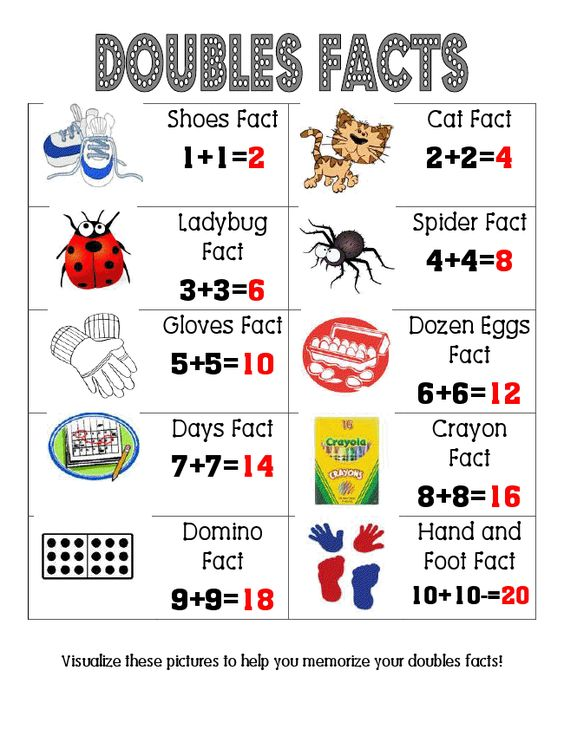 DOUBLES FACTS
Shoes Fact
1+1=2
Cat Fact
2+2=4
Ladybug
Fact
3+3=6
Spider Fact
4+4=8
Gloves Fact
5+5=10
Dozen Eggs
Fact
6+6=12
Days Fact
7+7=14
16
Crayola
CRAYONS
Crayon
Fact
8+8=16
Domino
Fact
9+9=18
Hand and
Foot Fact
10+10-=20
Visualize these pictures to help you memorize your doubles facts!